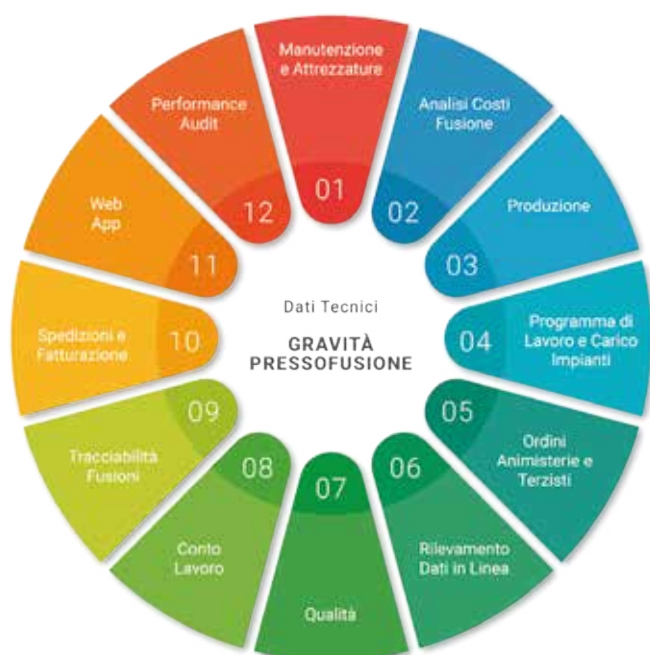 Manutenzione
e Attrezzature
01
Analisi Costi
Fusione
02
Produzione
03
Programma di
Lavoro e Carico
Impianti
04
Ordini
Animisterie e
Terzisti
05
Rilevamento
Dati in Linea
06
Qualità
07
Conto
Lavoro
08
Tracciabilità
Fusioni
09
Spedizioni e
Fatturazione
10
Web
App
11
Performance
Audit
12
Dati Tecnici
GRAVITÀ
PRESSOFUSIONE